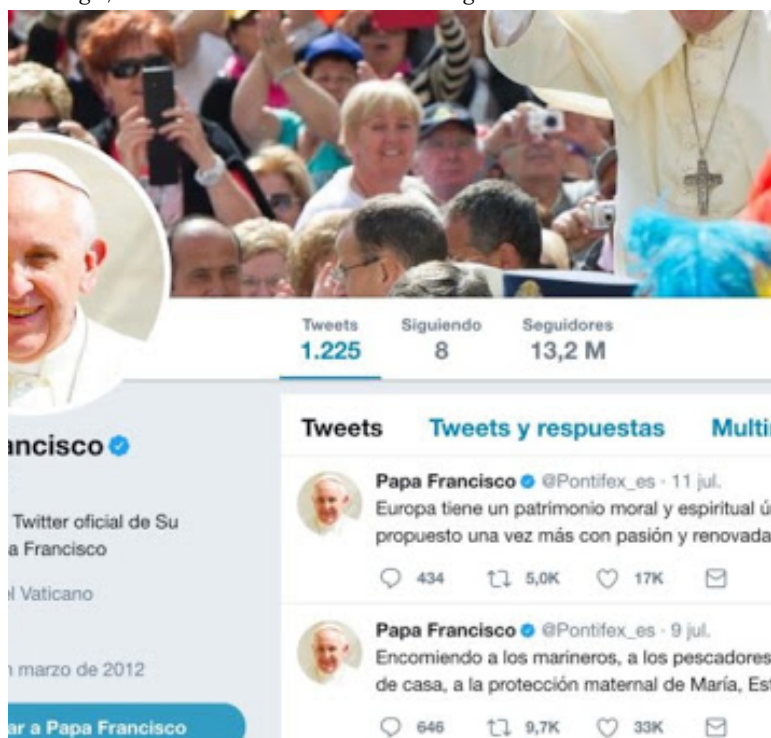 Tweets Siguiendo Seguidores
1.225 8 13,2 M
ancisco
Twitter oficial de Su
a Francisco
l Vaticano
marzo de 2012
ar a Papa Francisco
Tweets Tweets y respuestas Multi
Papa Francisco @Pontifex_es · 11 jul.
Europa tiene un patrimonio moral y espiritual ú
propuesto una vez más con pasión y renovada
434 5,0K 17K
Papa Francisco @Pontifex_es · 9 jul.
Encomiendo a los marineros, a los pescadores
de casa, a la protección maternal de María, Est
646 9,7K 33K